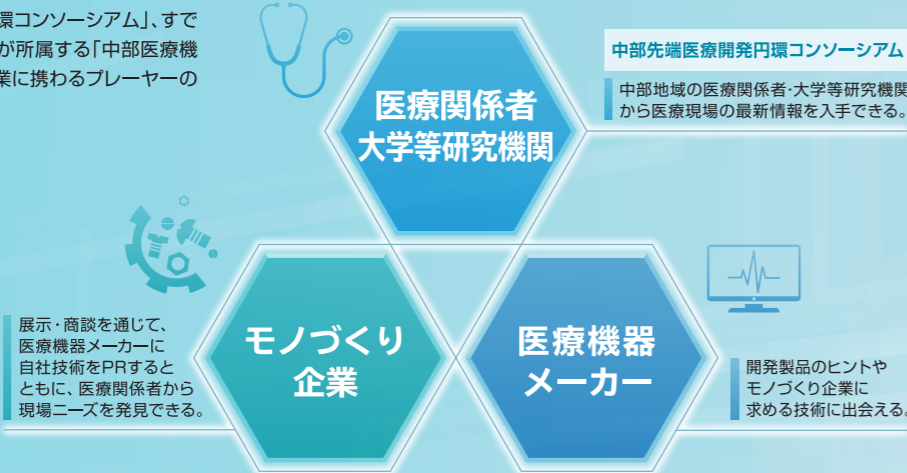 環コンソーシアム」、すで
が所属する「中部医療機
業に携わるプレーヤーの
中部先端医療開発円環コンソーシアム
中部地域の医療関係者・大学等研究機関
から医療現場の最新情報を入手できる。
医療関係者
大学等研究機関
展示・商談を通じて、
医療機器メーカーに
自社技術をPRすると
ともに、医療関係者から
現場ニーズを発見できる。
モノづくり
企業
医療機器
メーカー
開発製品のヒントや
モノづくり企業に
求める技術に出会える。